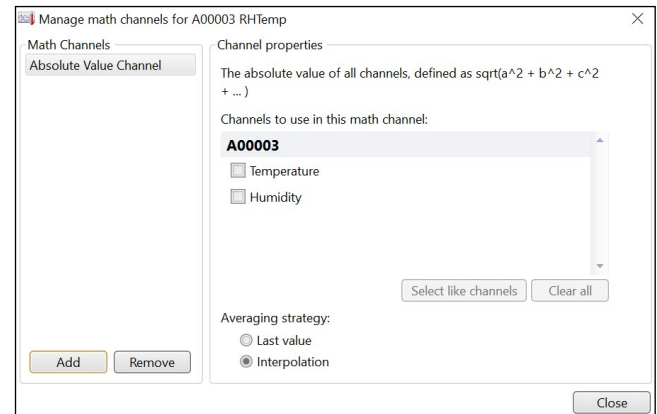 Manage math channels for A00003 RHTemp
Math Channels
Absolute Value Channel
Add
Remove
Channel properties
The absolute value of all channels, defined as sqrt(a^2 + b^2 + c^2
+ ... )
Channels to use in this math channel:
A00003
Temperature
Humidity
Select like channels
Clear all
Averaging strategy:
Last value
Interpolation
Close